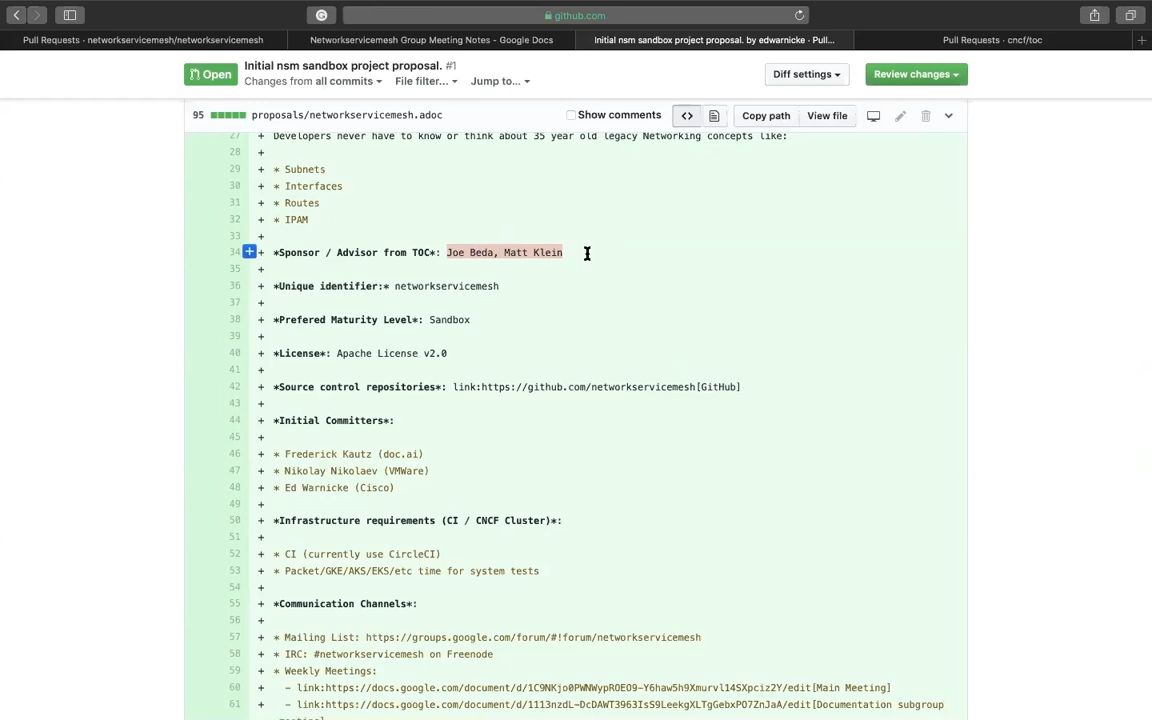 github.com
Pull Requests · networkservicemesh/networkservicemesh
Networkservicemesh Group Meeting Notes - Google Docs
Initial nsm sandbox project proposal. by edwarnicke · Pull...
Pull Requests · cncf/toc
Open
Initial nsm sandbox project proposal. #1
Changes from all commits
File filter...
Jump to...
Diff settings
Review changes
95
proposals/networkservicemesh.adoc
Show comments
Copy path
View file
27 + Developers never have to know or think about 35 year old legacy Networking concepts like:
28 +
29 + * Subnets
30 + * Interfaces
31 + * Routes
32 + * IPAM
33 +
34 + *Sponsor / Advisor from TOC*: Joe Beda, Matt Klein
35 +
36 + *Unique identifier:* networkservicemesh
37 +
38 + *Prefered Maturity Level*: Sandbox
39 +
40 + *License*: Apache License v2.0
41 +
42 + *Source control repositories*: link:https://github.com/networkservicemesh[GitHub]
43 +
44 + *Initial Committers*:
45 +
46 + * Frederick Kautz (doc.ai)
47 + * Nikolay Nikolaev (VMWare)
48 + * Ed Warnicke (Cisco)
49 +
50 + *Infrastructure requirements (CI / CNCF Cluster)*:
51 +
52 + * CI (currently use CircleCI)
53 + * Packet/GKE/AKS/EKS/etc time for system tests
54 +
55 + *Communication Channels*:
56 +
57 + * Mailing List: https://groups.google.com/forum/#!forum/networkservicemesh
58 + * IRC: #networkservicemesh on Freenode
59 + * Weekly Meetings:
60 + - link:https://docs.google.com/document/d/1C9NKjo0PWNWypROEO9-Y6haw5h9Xmurvl14SXpciz2Y/edit[Main Meeting]
61 + - link:https://docs.google.com/document/d/1113nzdL-DcDAWT3963IsS9LeekgXLTgGebxPO7ZnJaA/edit[Documentation subgroup